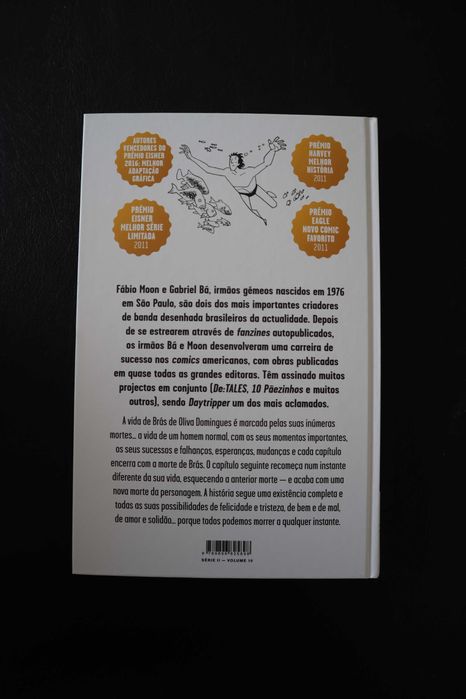 AUTORES
VENCEDORES DO
PRÉMIO EISNER
2016: MELHOR
ADAPTAÇÃO
GRÁFICA
PRÉMIO
HARVEY
MELHOR
HISTÓRIA
2011
PRÉMIO
EISNER
MELHOR SÉRIE
LIMITADA
2011
PRÉMIO
EAGLE
NOVO COMIC
FAVORITO
2011
Fábio Moon e Gabriel Bá, irmãos gêmeos nascidos em 1976
em São Paulo, são dois dos mais importantes criadores
de banda desenhada brasileiros da actualidade. Depois
de se estrearem através de fanzines autopublicados,
os irmãos Bá e Moon desenvolveram uma carreira de
sucesso nos comics americanos, com obras publicadas
em quase todas as grandes editoras. Têm assinado muitos
projectos em conjunto (De:TALES, 10 Pãezinhos e muitos
outros), sendo Daytripper um dos mais aclamados.
A vida de Brás de Oliva Domingues é marcada pelas suas inúmeras
mortes... a vida de um homem normal, com os seus momentos importantes,
os seus sucessos e falhanços, esperanças, mudanças e cada capítulo
encerra com a morte de Brás. O capítulo seguinte recomeça num instante
diferente da sua vida, esquecendo a anterior morte — e acaba com uma
nova morte da personagem. A história segue uma existência completa e
todas as suas possibilidades de felicidade e tristeza, de bem e de mal,
de amor e solidão... porque todos podemos morrer a qualquer instante.
SÉRIE II — VOLUME 10